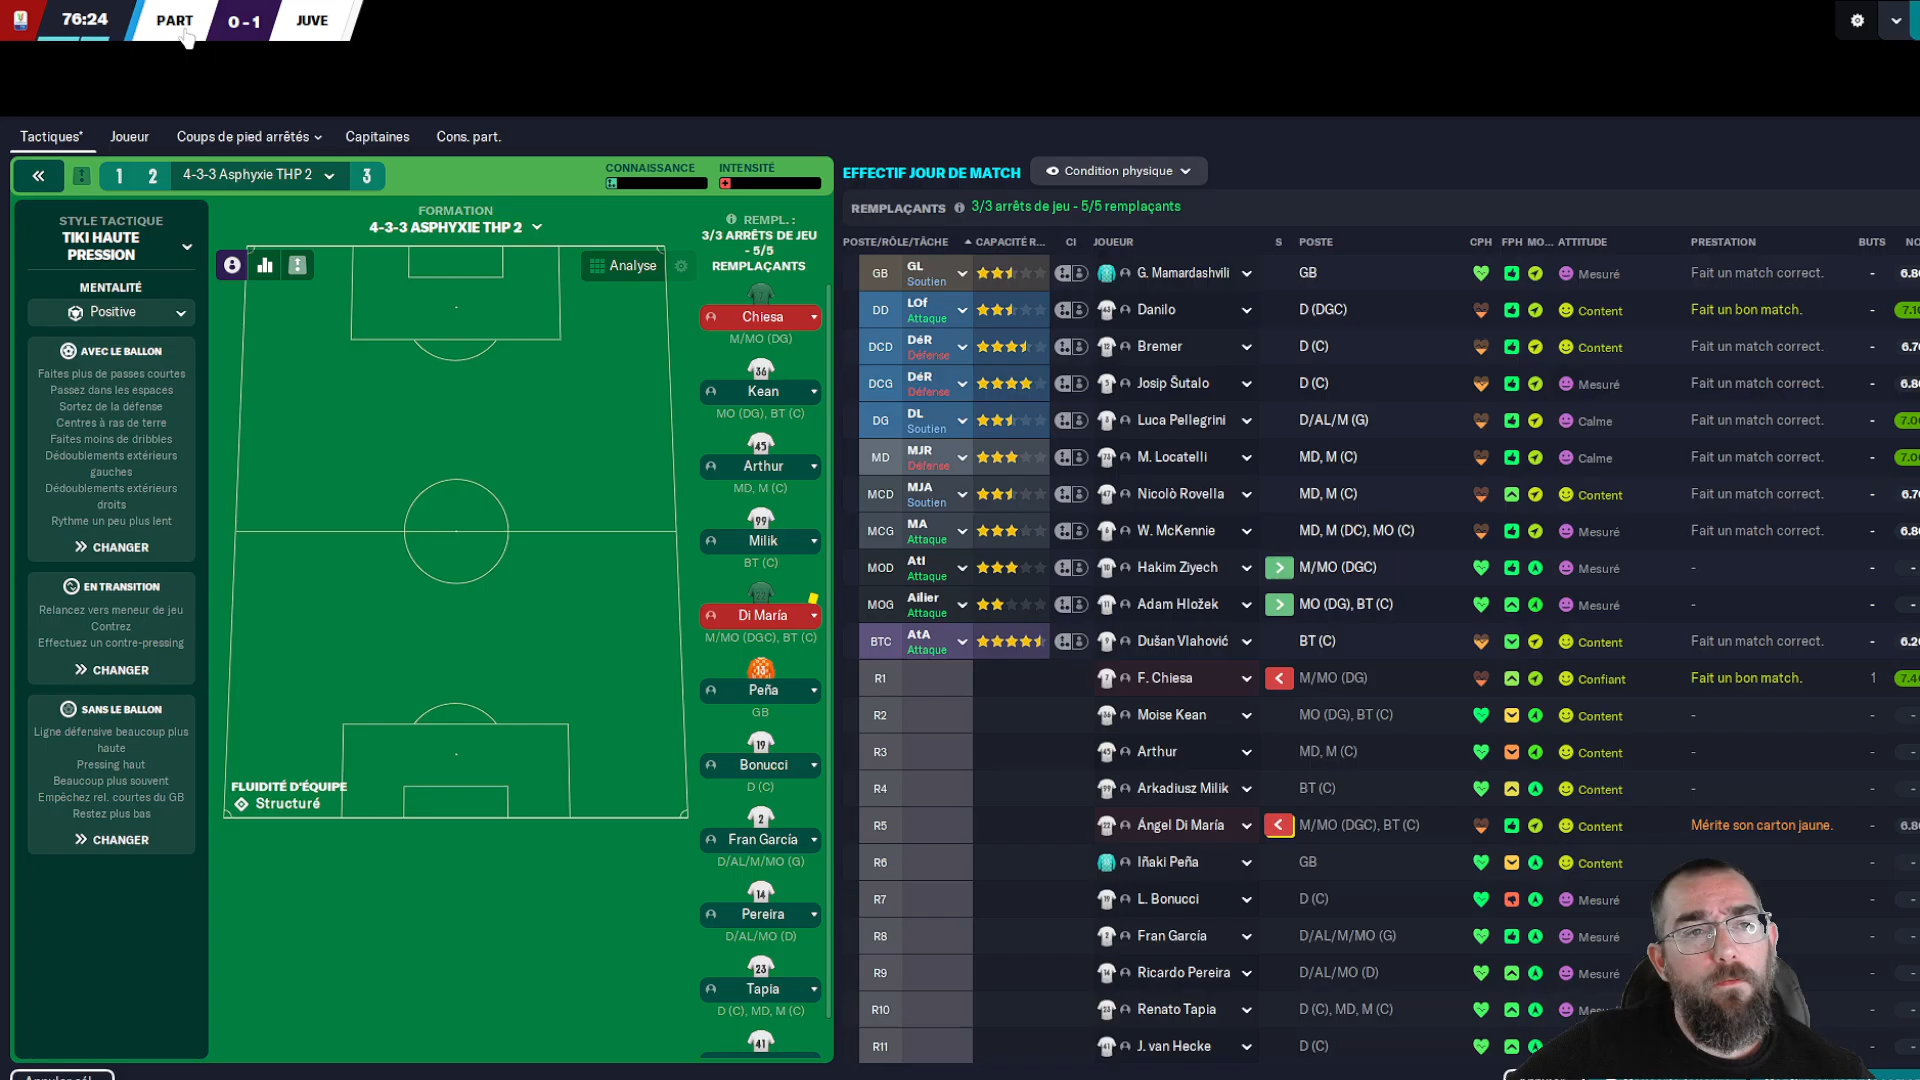 76:24 PART 0 - 1 JUVE
Tactiques* Joueur Coups de pied arrêtés Capitaines Cons. part.
1 2 4-3-3 Asphyxie THP 2 3
CONNAISSANCE INTENSITÉ
STYLE TACTIQUE
TIKI HAUTE
PRESSION
MENTALITÉ
Positive
AVEC LE BALLON
Faites plus de passes courtes
Passez dans les espaces
Sortez de la défense
Centres à ras de terre
Faites moins de dribbles
Dédoublements extérieurs
gauches
Dédoublements extérieurs
droits
Rythme un peu plus lent
CHANGER
EN TRANSITION
Relancez vers meneur de jeu
Contrez
Effectuez un contre-pressing
CHANGER
SANS LE BALLON
Ligne défensive beaucoup plus
haute
Pressing haut
Beaucoup plus souvent
Empêchez rel. courtes du GB
Restez plus bas
CHANGER
FORMATION
4-3-3 ASPHYXIE THP 2
Analyse
FLUIDITÉ D'ÉQUIPE
Structuré
REMPL. :
3/3 ARRÊTS DE JEU
- 5/5
REMPLAÇANTS
7
Chiesa
M/MO (DG)
36
Kean
MO (DG), BT (C)
45
Arthur
MD, M (C)
99
Milik
BT (C)
22
Di María
M/MO (DGC), BT (C)
13
Peña
GB
19
Bonucci
D (C)
2
Fran García
D/AL/M/MO (G)
14
Pereira
D/AL/MO (D)
23
Tapia
D (C), MD, M (C)
41
EFFECTIF JOUR DE MATCH Condition physique
REMPLAÇANTS 3/3 arrêts de jeu - 5/5 remplaçants
POSTE/RÔLE/TÂCHE CAPACITÉ R... CI JOUEUR S POSTE CPH FPH MO... ATTITUDE PRESTATION BUTS
GB GL Soutien G. Mamardashvili GB Mesuré Fait un match correct. -
DD LOf Attaque Danilo D (DGC) Content Fait un bon match. -
DCD DéR Défense Bremer D (C) Content Fait un match correct. -
DCG DéR Défense Josip Šutalo D (C) Mesuré Fait un match correct. -
DG DL Soutien Luca Pellegrini D/AL/M (G) Calme Fait un match correct. -
MD MJR Défense M. Locatelli MD, M (C) Calme Fait un match correct. -
MCD MJA Soutien Nicolò Rovella MD, M (C) Content Fait un match correct. -
MCG MA Attaque W. McKennie MD, M (DC), MO (C) Mesuré Fait un match correct. -
MOD AtI Attaque Hakim Ziyech M/MO (DGC) Mesuré - - -
MOG Ailier Attaque Adam Hložek MO (DG), BT (C) Mesuré - - -
BTC AtA Attaque Dušan Vlahović BT (C) Content Fait un match correct. -
R1 F. Chiesa M/MO (DG) Confiant Fait un bon match. 1
R2 Moise Kean MO (DG), BT (C) Content - - -
R3 Arthur MD, M (C) Content - - -
R4 Arkadiusz Milik BT (C) Content - - -
R5 Ángel Di María M/MO (DGC), BT (C) Content Mérite son carton jaune. -
R6 Iñaki Peña GB Content
R7 L. Bonucci D (C) Mesuré - -
R8 Fran García D/AL/M/MO (G) Mesuré - -
R9 Ricardo Pereira D/AL/MO (D) Mesuré - -
R10 Renato Tapia D (C), MD, M (C) - -
R11 J. van Hecke D (C) - -